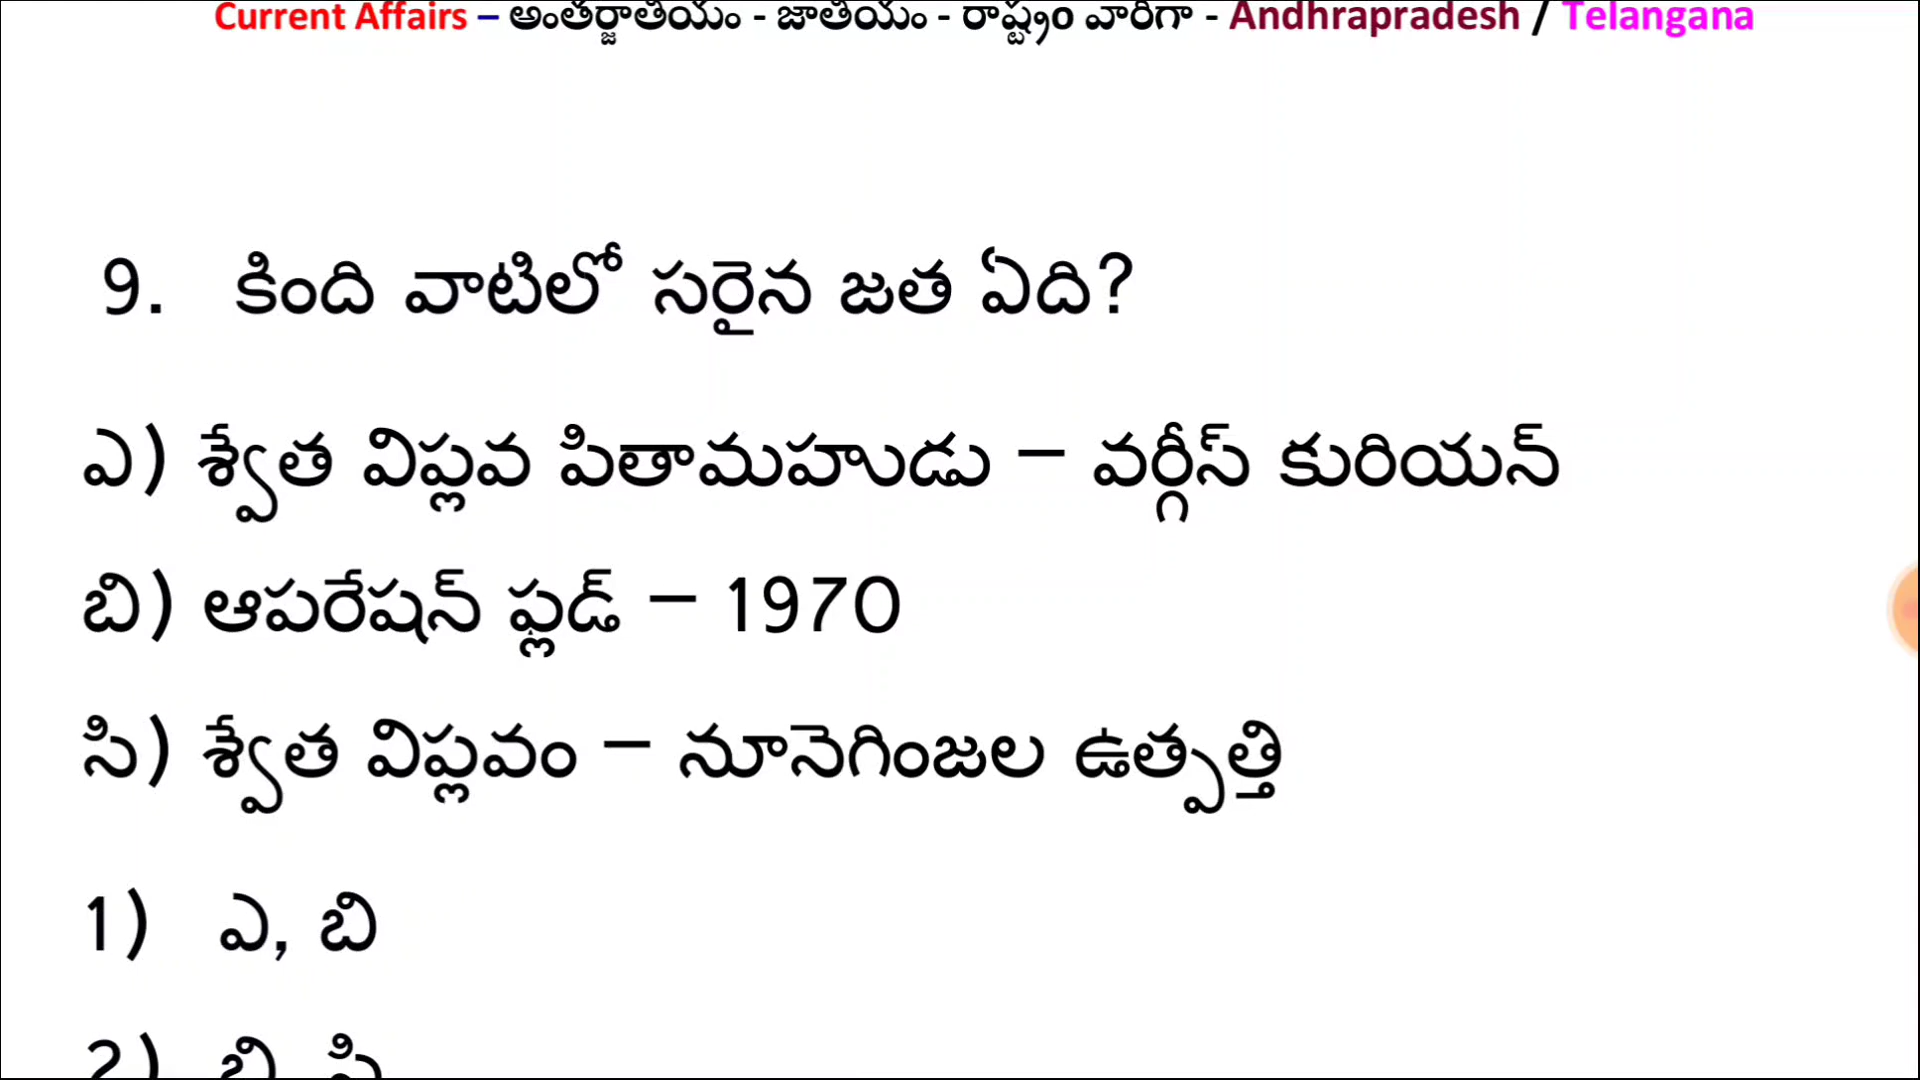 Current Affairs – అంతర్జాతీయం - జాతీయం - రాష్ట్రం వారీగా - Andhrapradesh / Telangana
9. కింది వాటిలో సరైన జత ఏది?
ఎ) శ్వేత విప్లవ పితామహుడు – వర్గీస్ కురియన్
బి) ఆపరేషన్ ఫ్లడ్ – 1970
సి) శ్వేత విప్లవం – నూనెగింజల ఉత్పత్తి
1) ఎ, బి
2) బి, సి